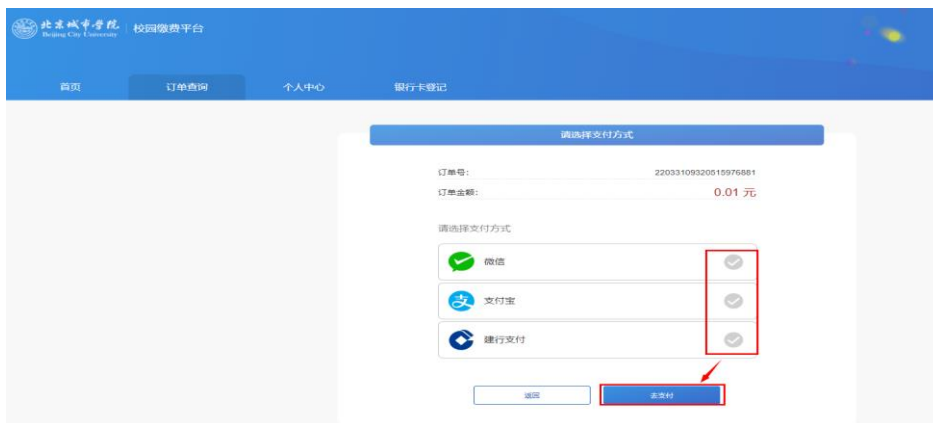 北京城市学院
Beijing City University
校园缴费平台
首页 订单查询 个人中心 银行卡登记
请选择支付方式
订单号: 22033109320515976881
订单金额: 0.01 元
请选择支付方式
微信
支付宝
建行支付
返回 去支付